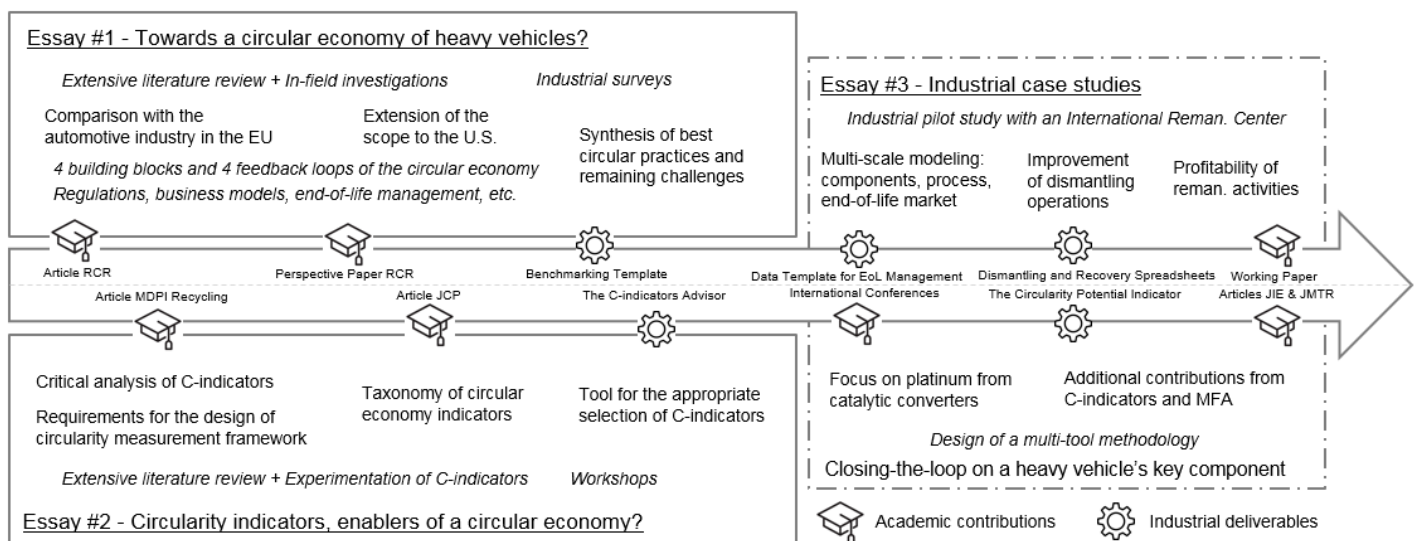 Essay #1 - Towards a circular economy of heavy vehicles?
Extensive literature review + In-field investigations
Industrial surveys
Comparison with the
automotive industry in the EU
Extension of the
scope to the U.S.
Synthesis of best
circular practices and
remaining challenges
4 building blocks and 4 feedback loops of the circular economy
Regulations, business models, end-of-life management, etc.
Essay #3 - Industrial case studies
Industrial pilot study with an International Reman. Center
Multi-scale modeling:
components, process,
end-of-life market
Improvement
of dismantling
operations
Profitability of
reman. activities
Article RCR
Perspective Paper RCR
Benchmarking Template
Data Template for EoL Management
Dismantling and Recovery Spreadsheets
Working Paper
Article MDPI Recycling
Article JCP
The C-indicators Advisor
International Conferences
The Circularity Potential Indicator
Articles JIE & JMTR
Critical analysis of C-indicators
Requirements for the design of
circularity measurement framework
Taxonomy of circular
economy indicators
Tool for the appropriate
selection of C-indicators
Extensive literature review + Experimentation of C-indicators
Workshops
Essay #2 - Circularity indicators, enablers of a circular economy?
Focus on platinum from
catalytic converters
Additional contributions from
C-indicators and MFA
Design of a multi-tool methodology
Closing-the-loop on a heavy vehicle's key component
Academic contributions
Industrial deliverables